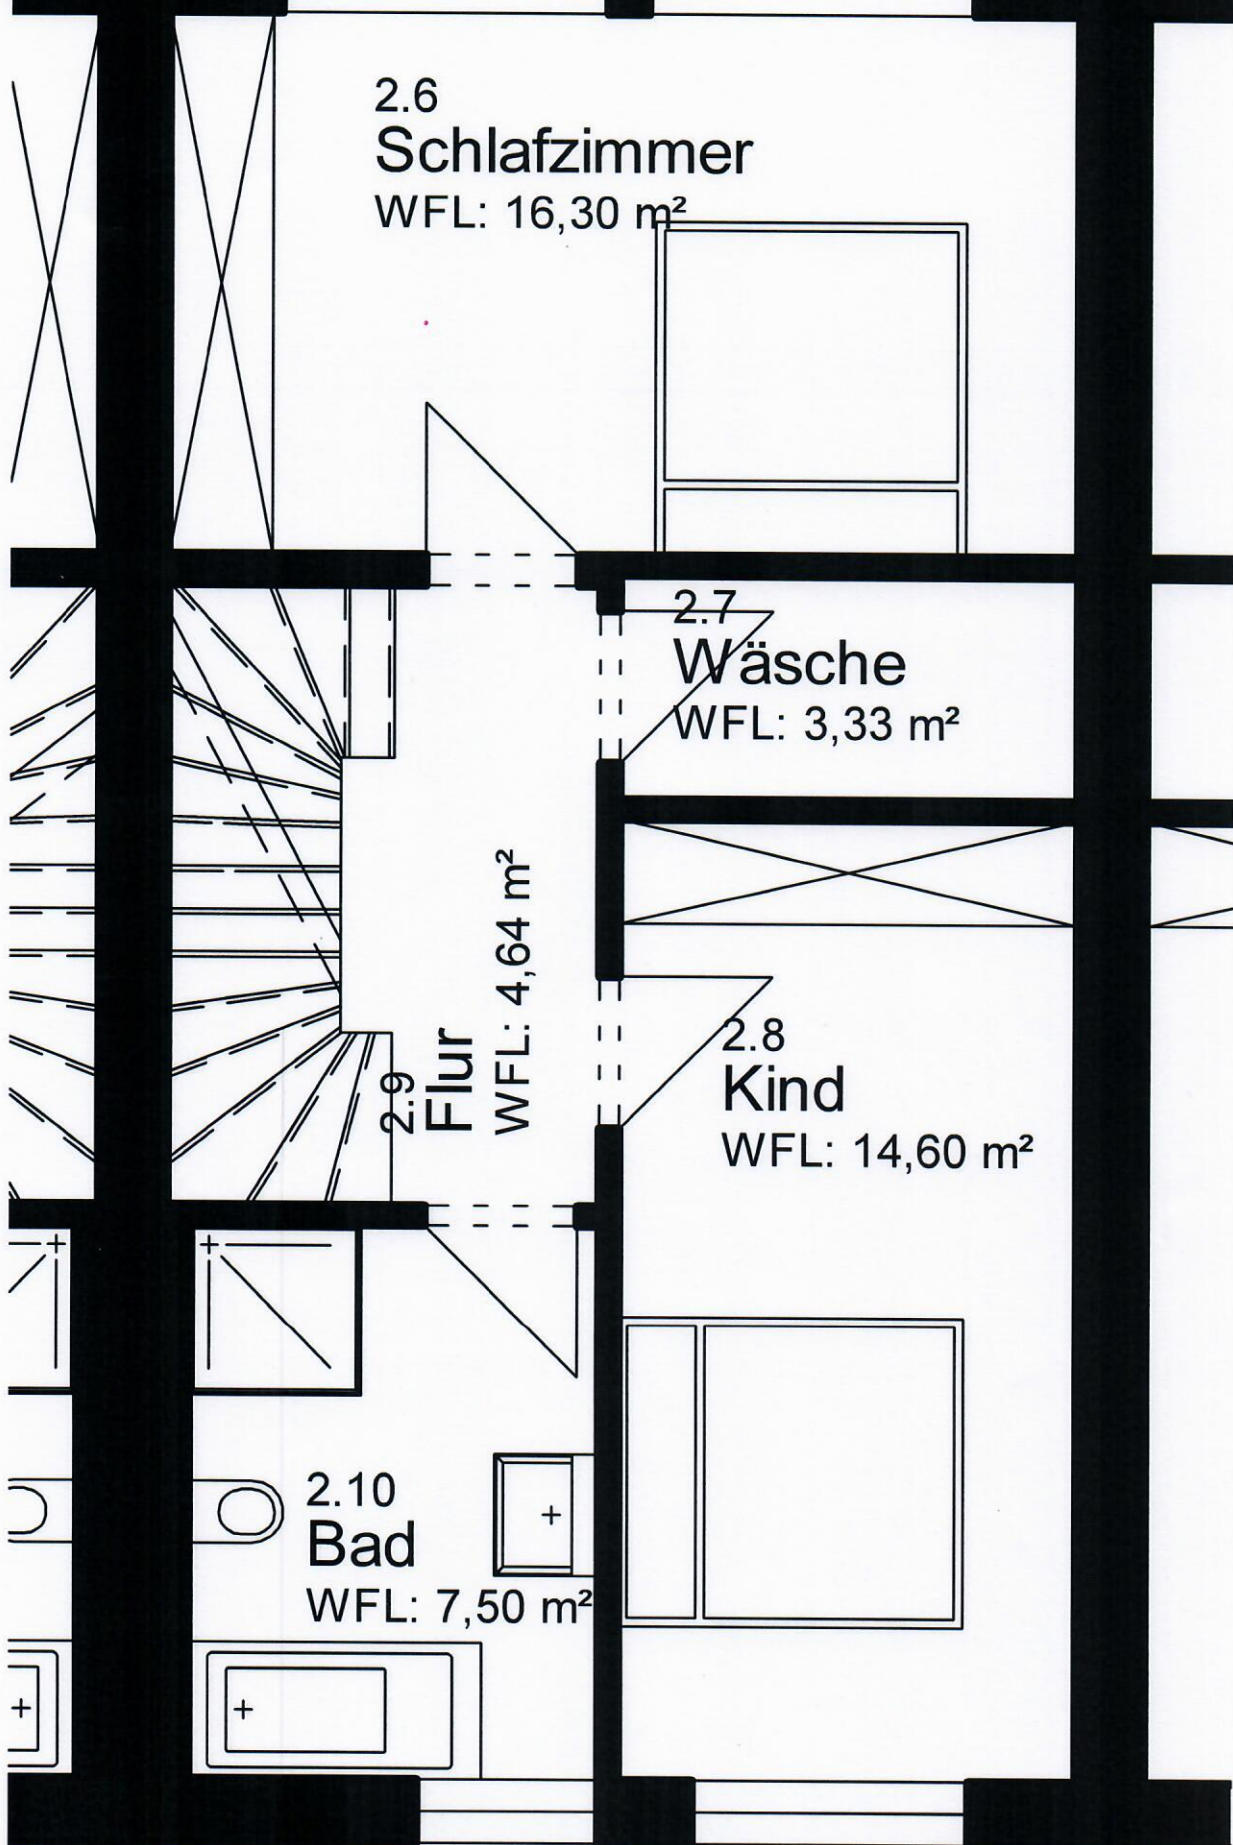 2.6
Schlafzimmer
WFL: 16,30 m²
2.7
Wäsche
WFL: 3,33 m²
2.9
Flur
WFL: 4,64 m²
2.8
Kind
WFL: 14,60 m²
2.10
Bad
WFL: 7,50 m²